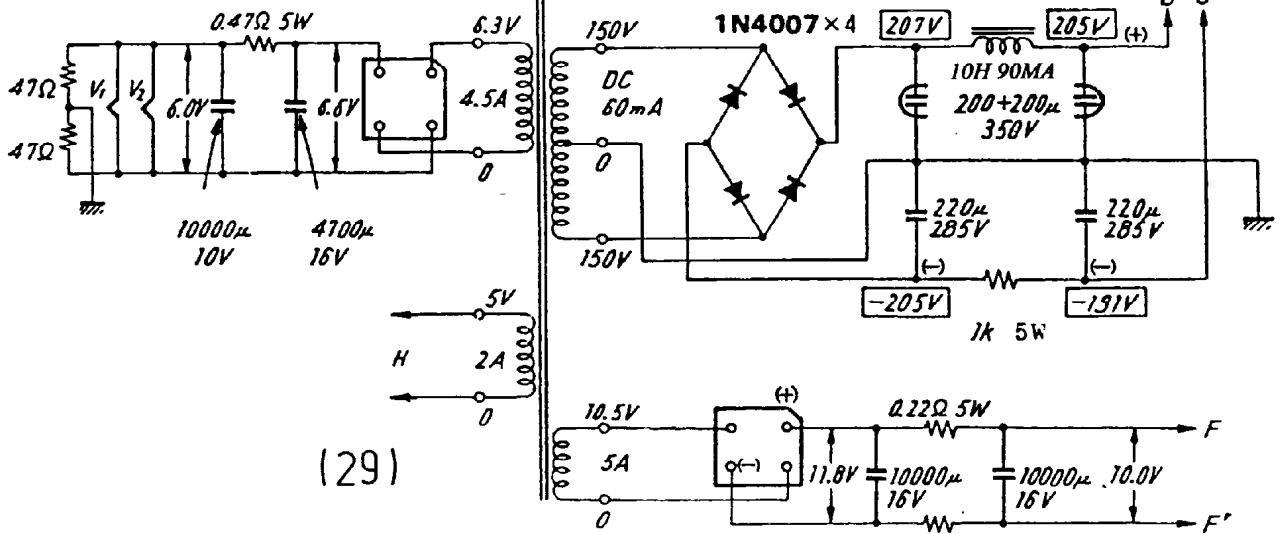 0.47Ω 5W
6.3V
150V
1N4007×4
207V
205V
(+)
47Ω
47Ω
V₁
V₂
6.0V
6.6V
4.5A
0
DC
60mA
0
10H 90MA
200+200μ
350V
10000μ
10V
4700μ
16V
150V
220μ
285V
220μ
285V
(−)
(−)
−205V
−191V
1k 5W
5V
H
2A
0
10.5V
(+)
0.22Ω 5W
F
(29)
5A
(−)
11.8V
10000μ
16V
10000μ
16V
10.0V
0
F'